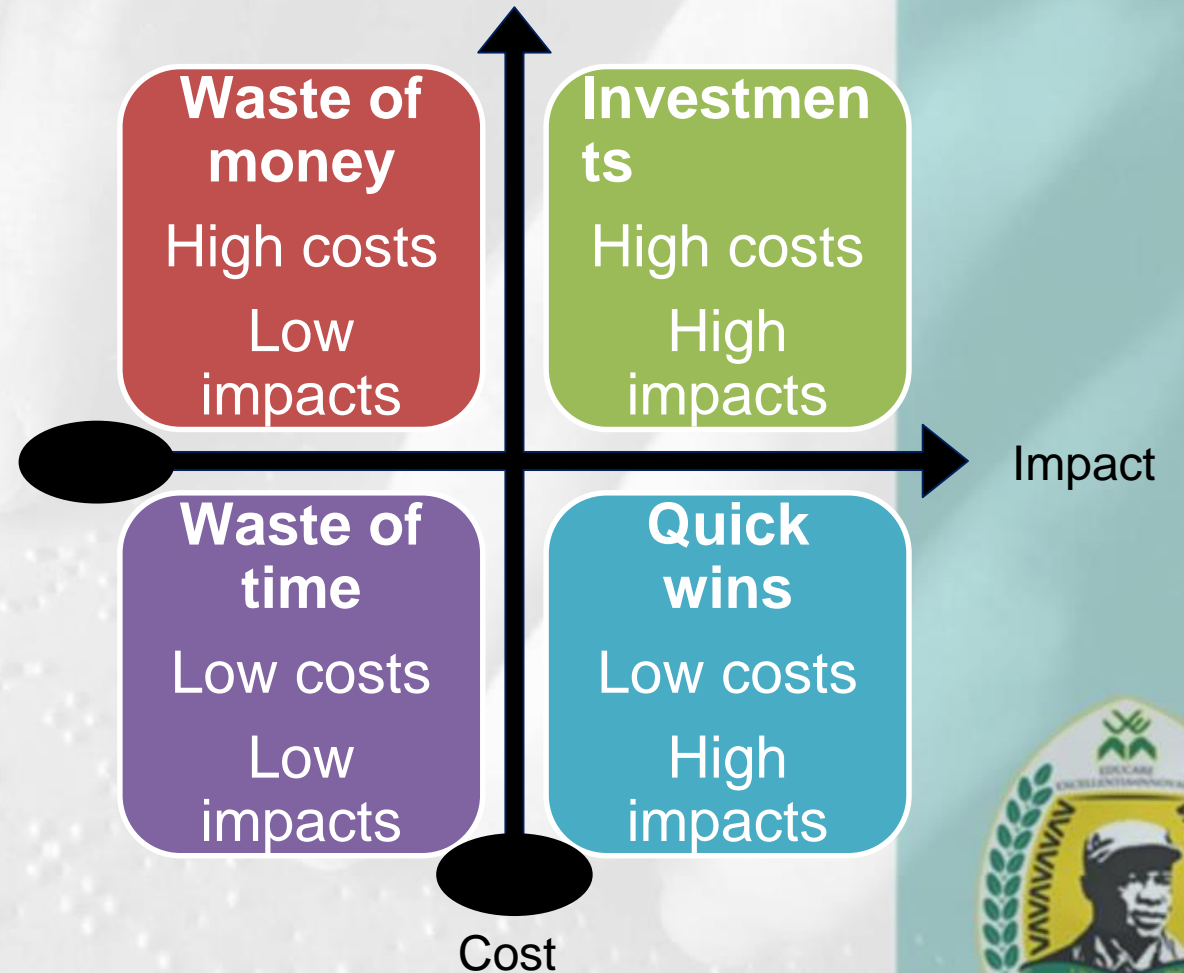 Waste of
money
High costs
Low
impacts
Investmen
ts
High costs
High
impacts
Impact
Waste of
time
Low costs
Low
impacts
Quick
wins
Low costs
High
impacts
Cost
EDUCARE